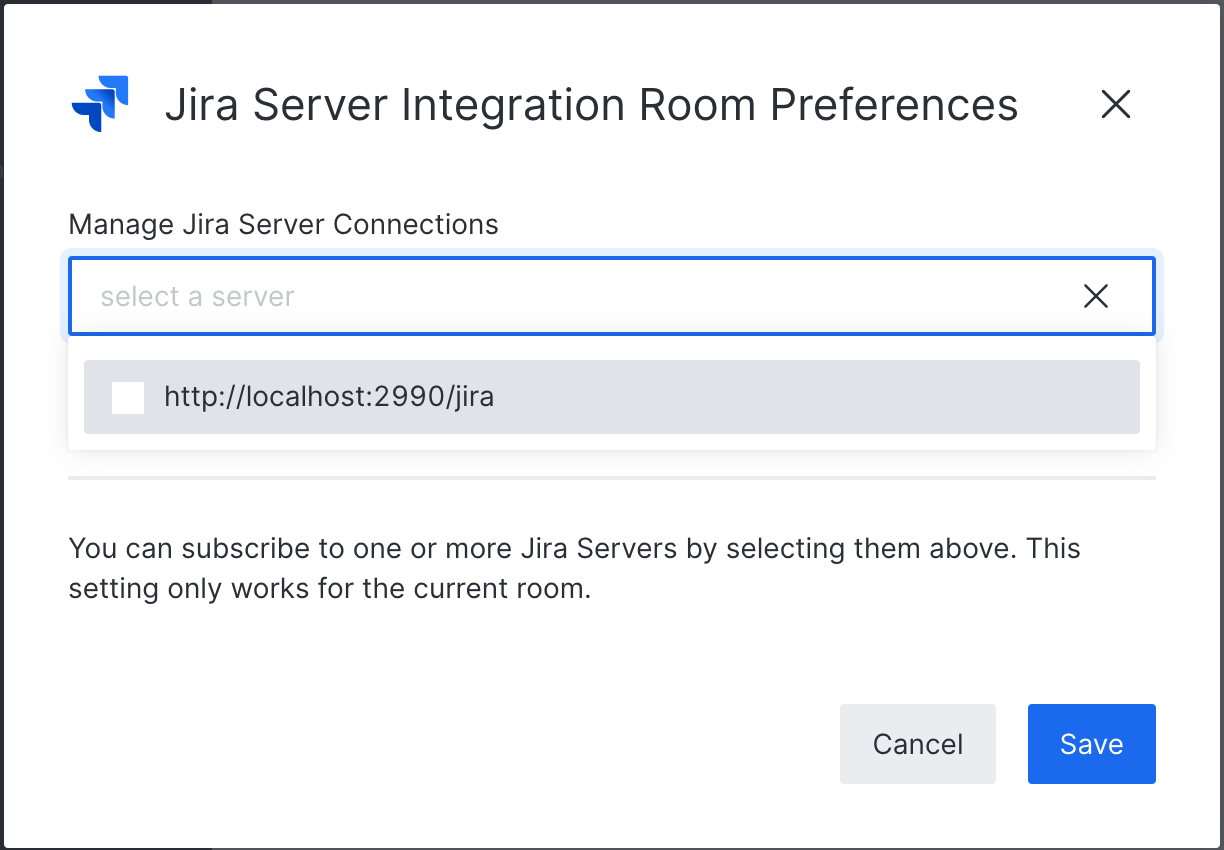 Jira Server Integration Room Preferences
Manage Jira Server Connections
select a server
http://localhost:2990/jira
You can subscribe to one or more Jira Servers by selecting them above. This
setting only works for the current room.
Cancel
Save